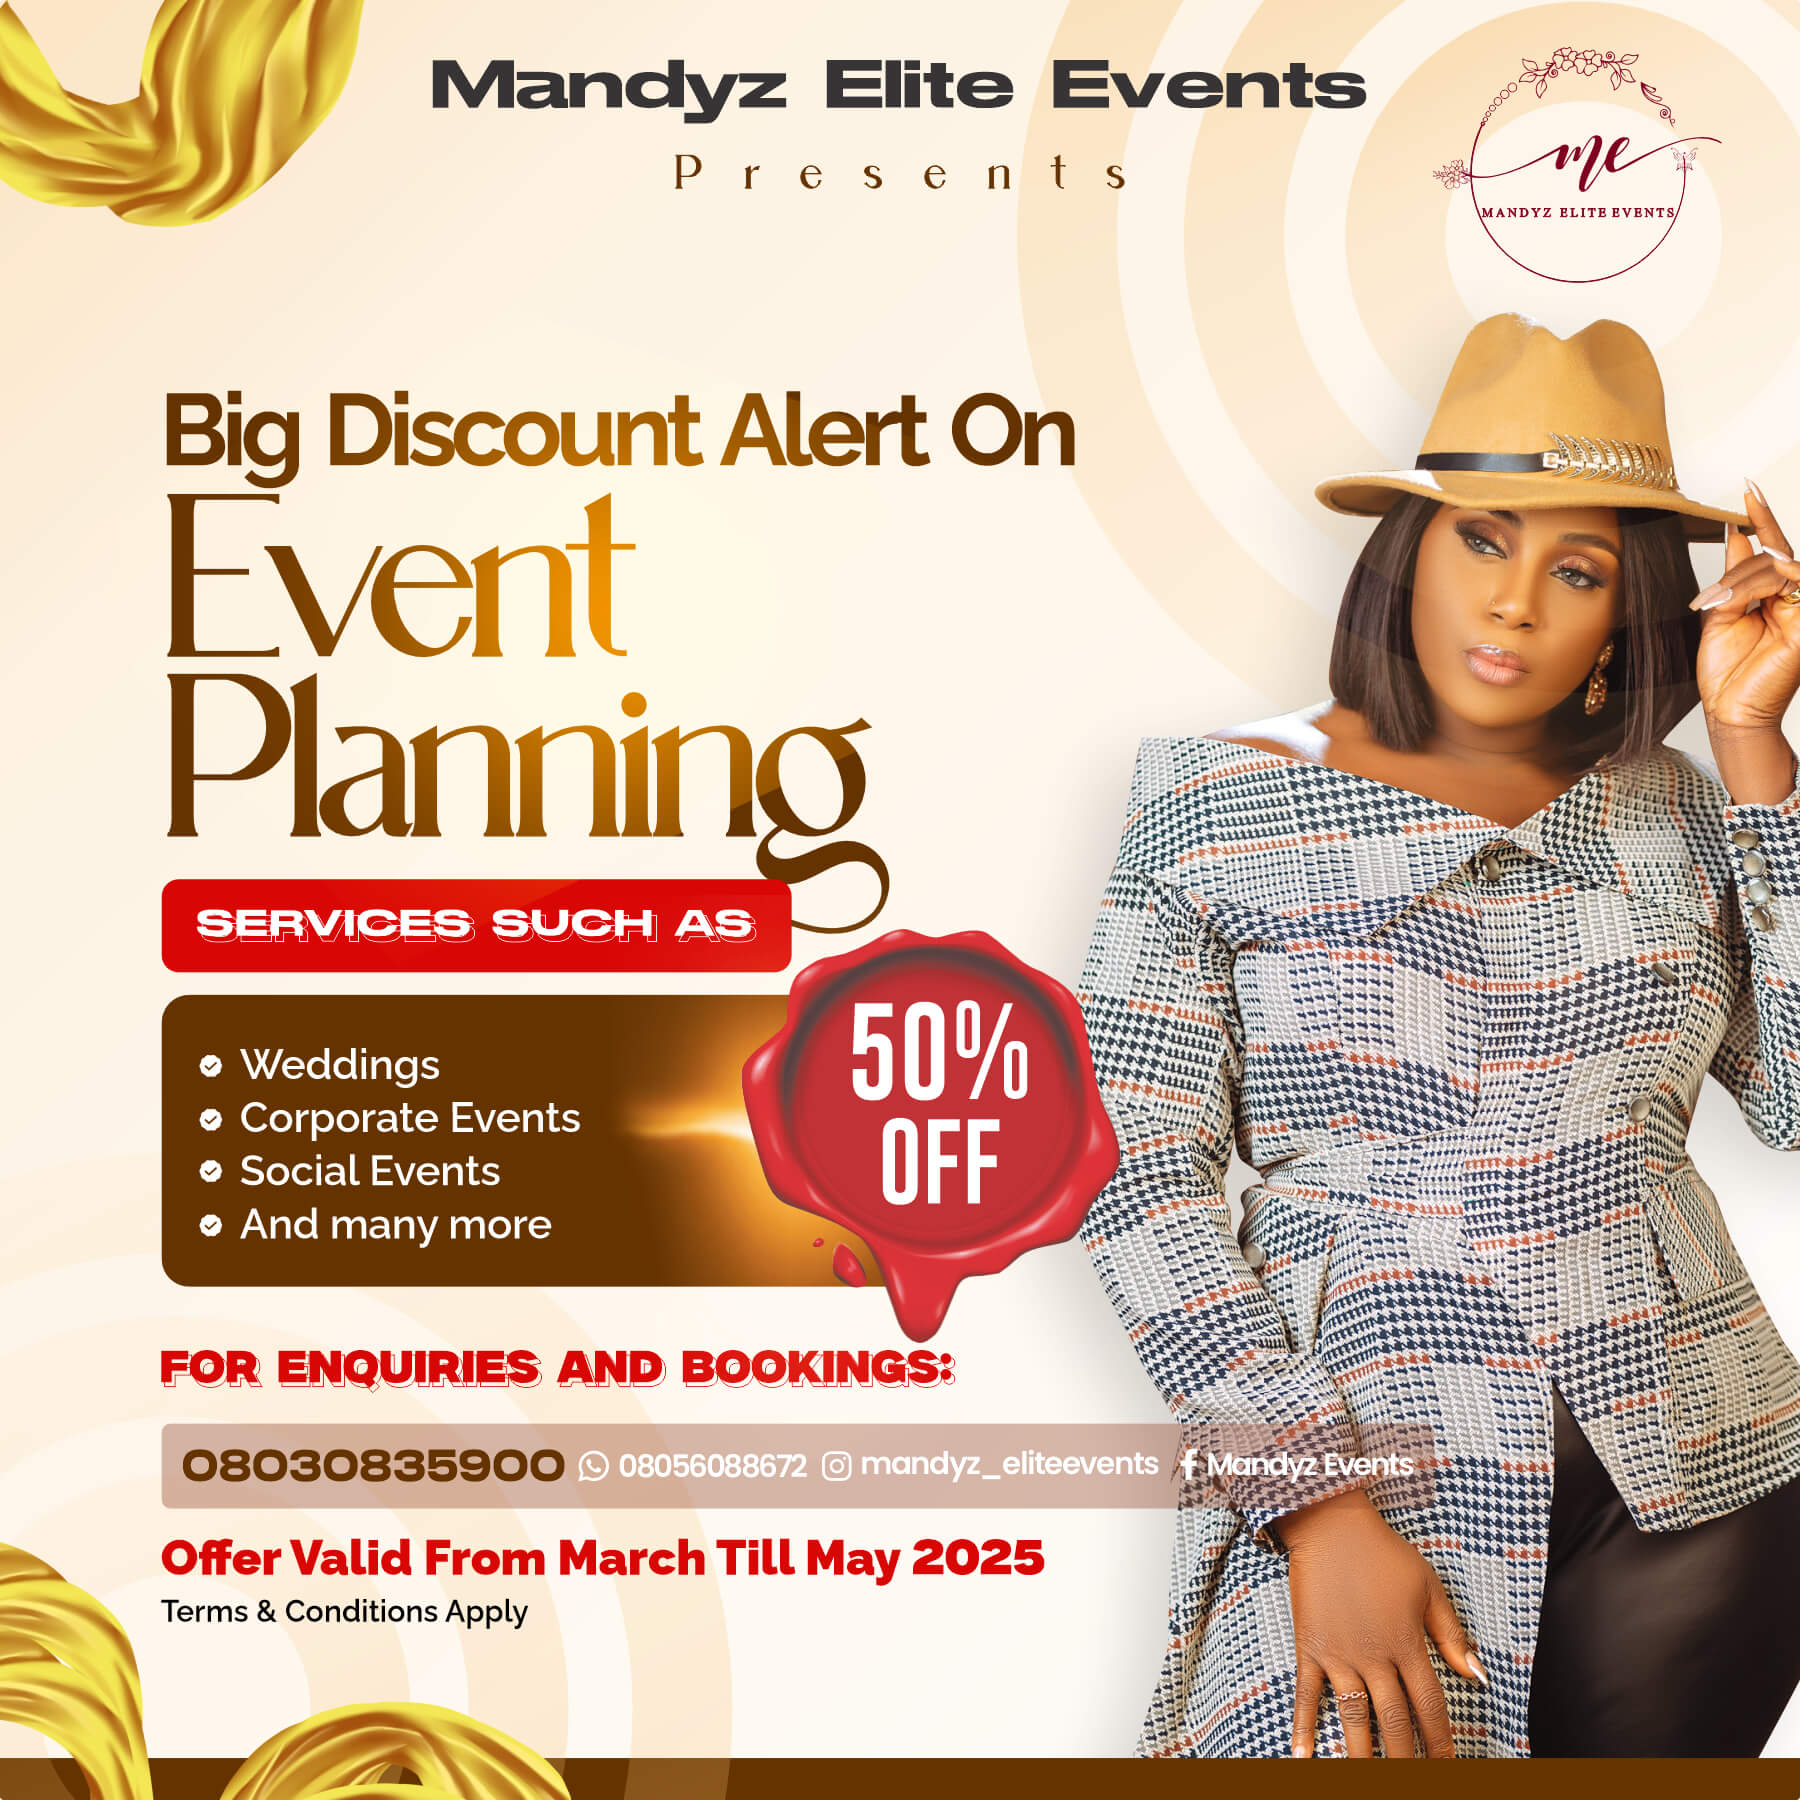 Mandyz Elite Events
Presents
me
MANDYZ ELITE EVENTS
Big Discount Alert On
Event
Planning
SERVICES SUCH AS
Weddings
Corporate Events
Social Events
And many more
50%
OFF
FOR ENQUIRIES AND BOOKINGS:
08030835900 08056088672 mandyz_eliteevents Mandyz Events
Offer Valid From March Till May 2025
Terms & Conditions Apply